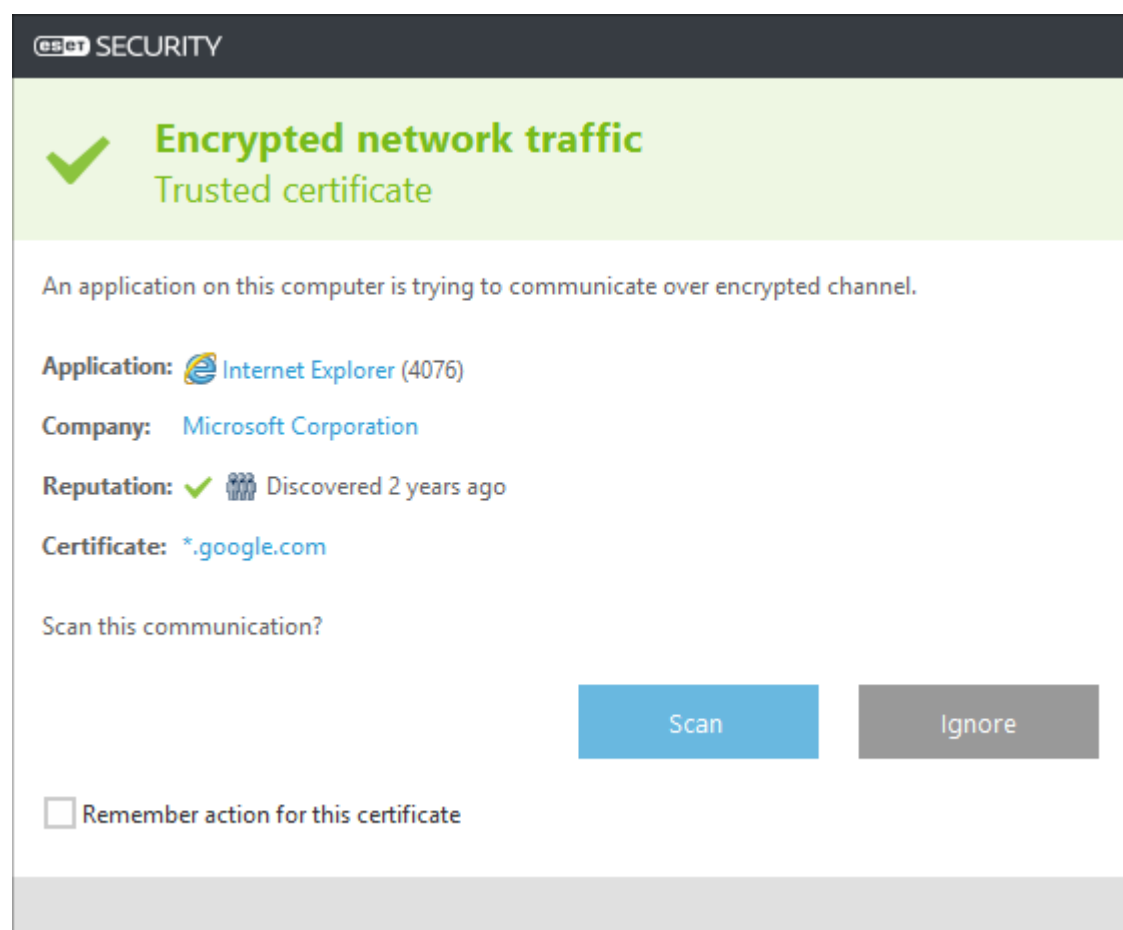 eset SECURITY
Encrypted network traffic
Trusted certificate
An application on this computer is trying to communicate over encrypted channel.
Application: Internet Explorer (4076)
Company: Microsoft Corporation
Reputation: Discovered 2 years ago
Certificate: *.google.com
Scan this communication?
Scan Ignore
Remember action for this certificate